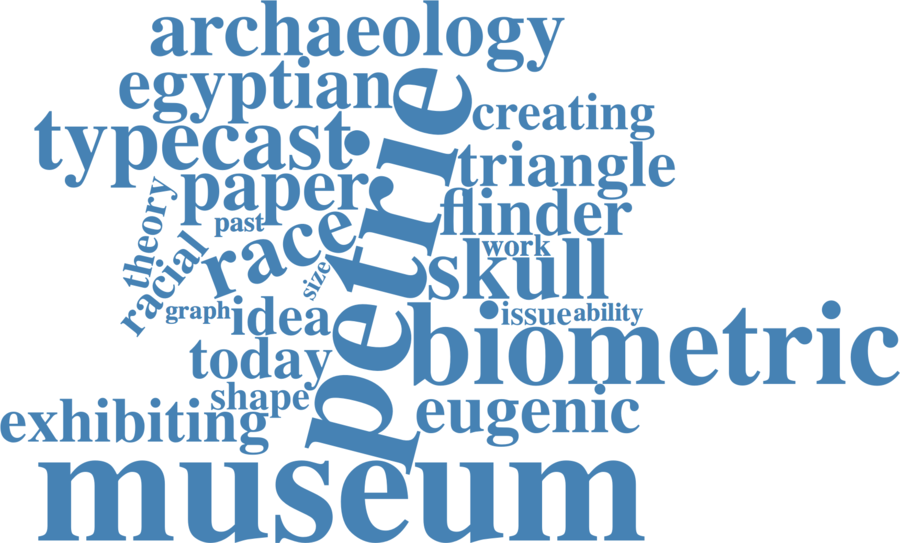 archaeology
egyptian
petrie
creating
typecast
triangle
paper
flinder
theory
past
race
work
racial
size
skull
graph
idea
issue
ability
biometric
today
shape
exhibiting
eugenic
museum